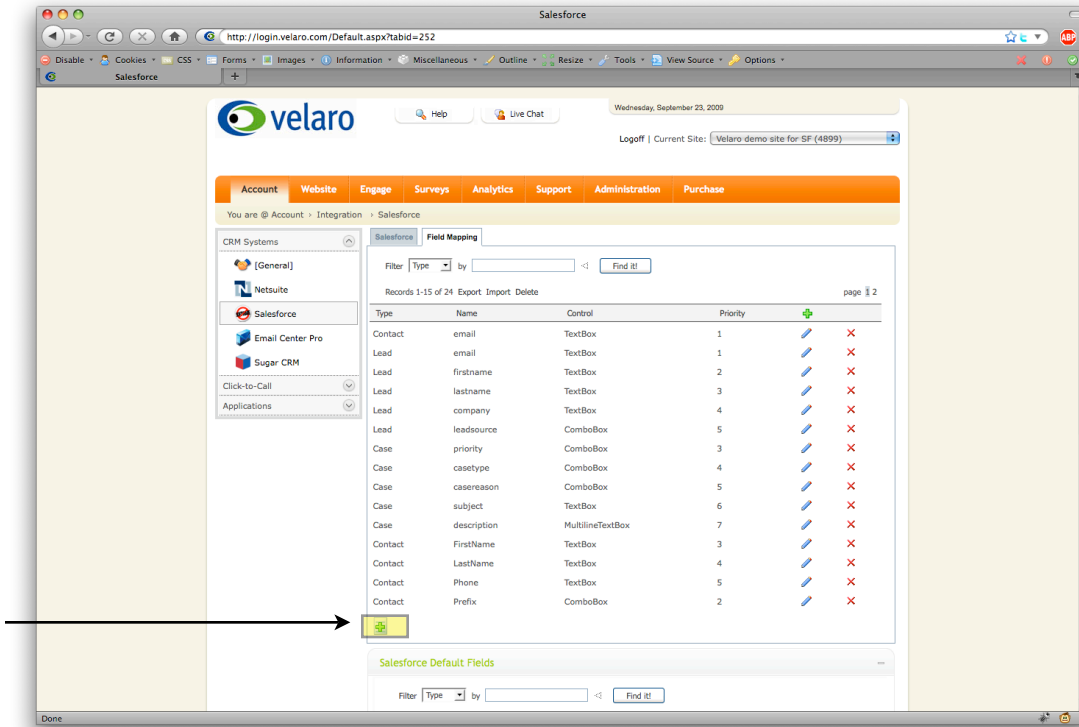 Salesforce
http://login.velaro.com/Default.aspx?tabid=252
ABP
Disable Cookies CSS Forms Images Information Miscellaneous Outline Resize Tools View Source Options
Salesforce +
velaro
Help Live Chat
Wednesday, September 23, 2009
Logoff | Current Site: Velaro demo site for SF (4899)
Account Website Engage Surveys Analytics Support Administration Purchase
You are @ Account › Integration › Salesforce
CRM Systems
[General]
Netsuite
Salesforce
Email Center Pro
Sugar CRM
Click-to-Call
Applications
Salesforce Field Mapping
Filter Type by Find it!
Records 1-15 of 24 Export Import Delete page 1 2
Type Name Control Priority
Contact email TextBox 1
Lead email TextBox 1
Lead firstname TextBox 2
Lead lastname TextBox 3
Lead company TextBox 4
Lead leadsource ComboBox 5
Case priority ComboBox 3
Case casetype ComboBox 4
Case casereason ComboBox 5
Case subject TextBox 6
Case description MultilineTextBox 7
Contact FirstName TextBox 3
Contact LastName TextBox 4
Contact Phone TextBox 5
Contact Prefix ComboBox 2
Salesforce Default Fields
Filter Type by Find it!
Done